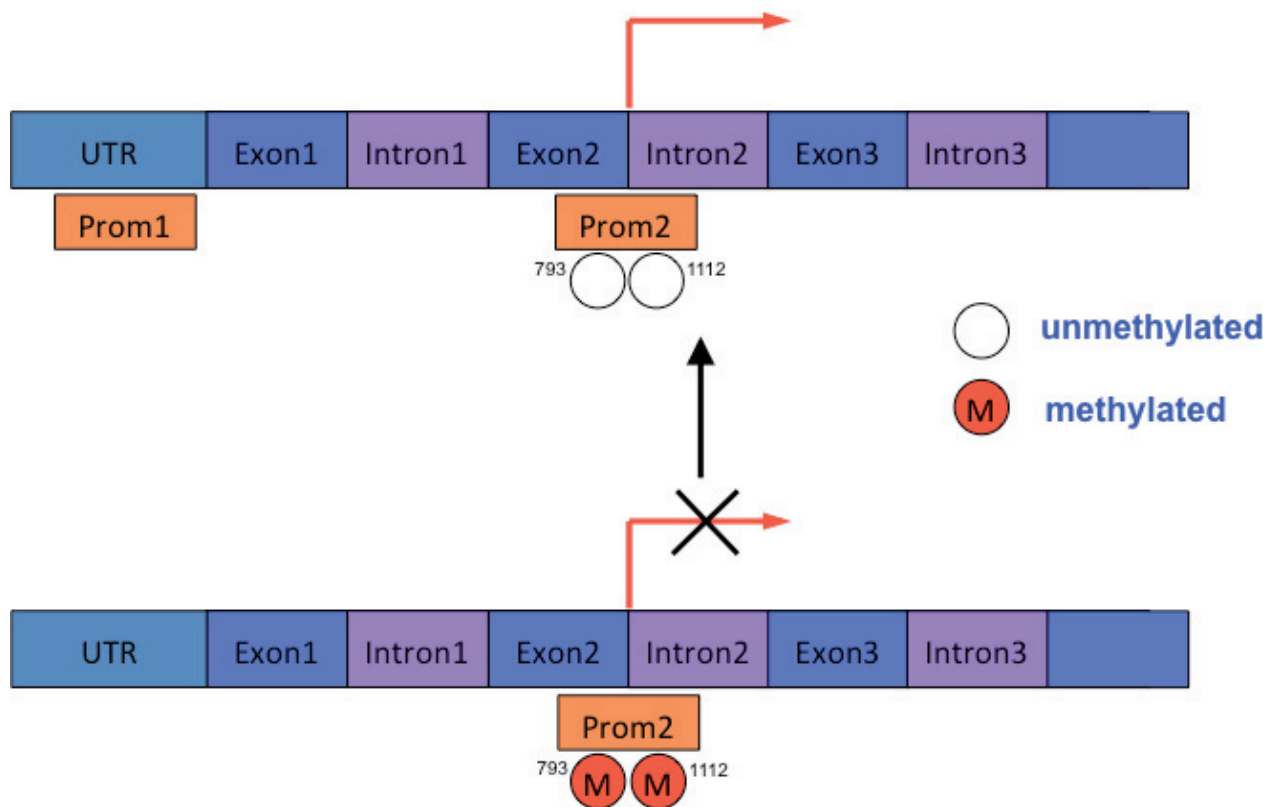 UTR Exon1 Intron1 Exon2 Intron2 Exon3 Intron3
Prom1 Prom2
793 1112
unmethylated
M methylated
UTR Exon1 Intron1 Exon2 Intron2 Exon3 Intron3
Prom2
793 M M 1112